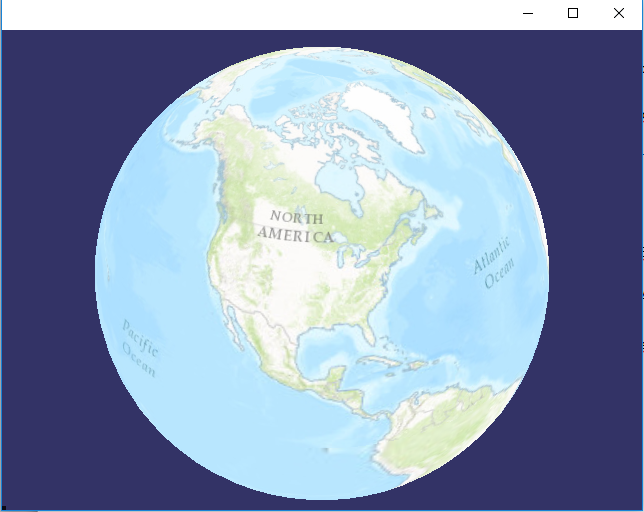 NORTH
AMERICA
Atlantic
Ocean
Pacific
Ocean